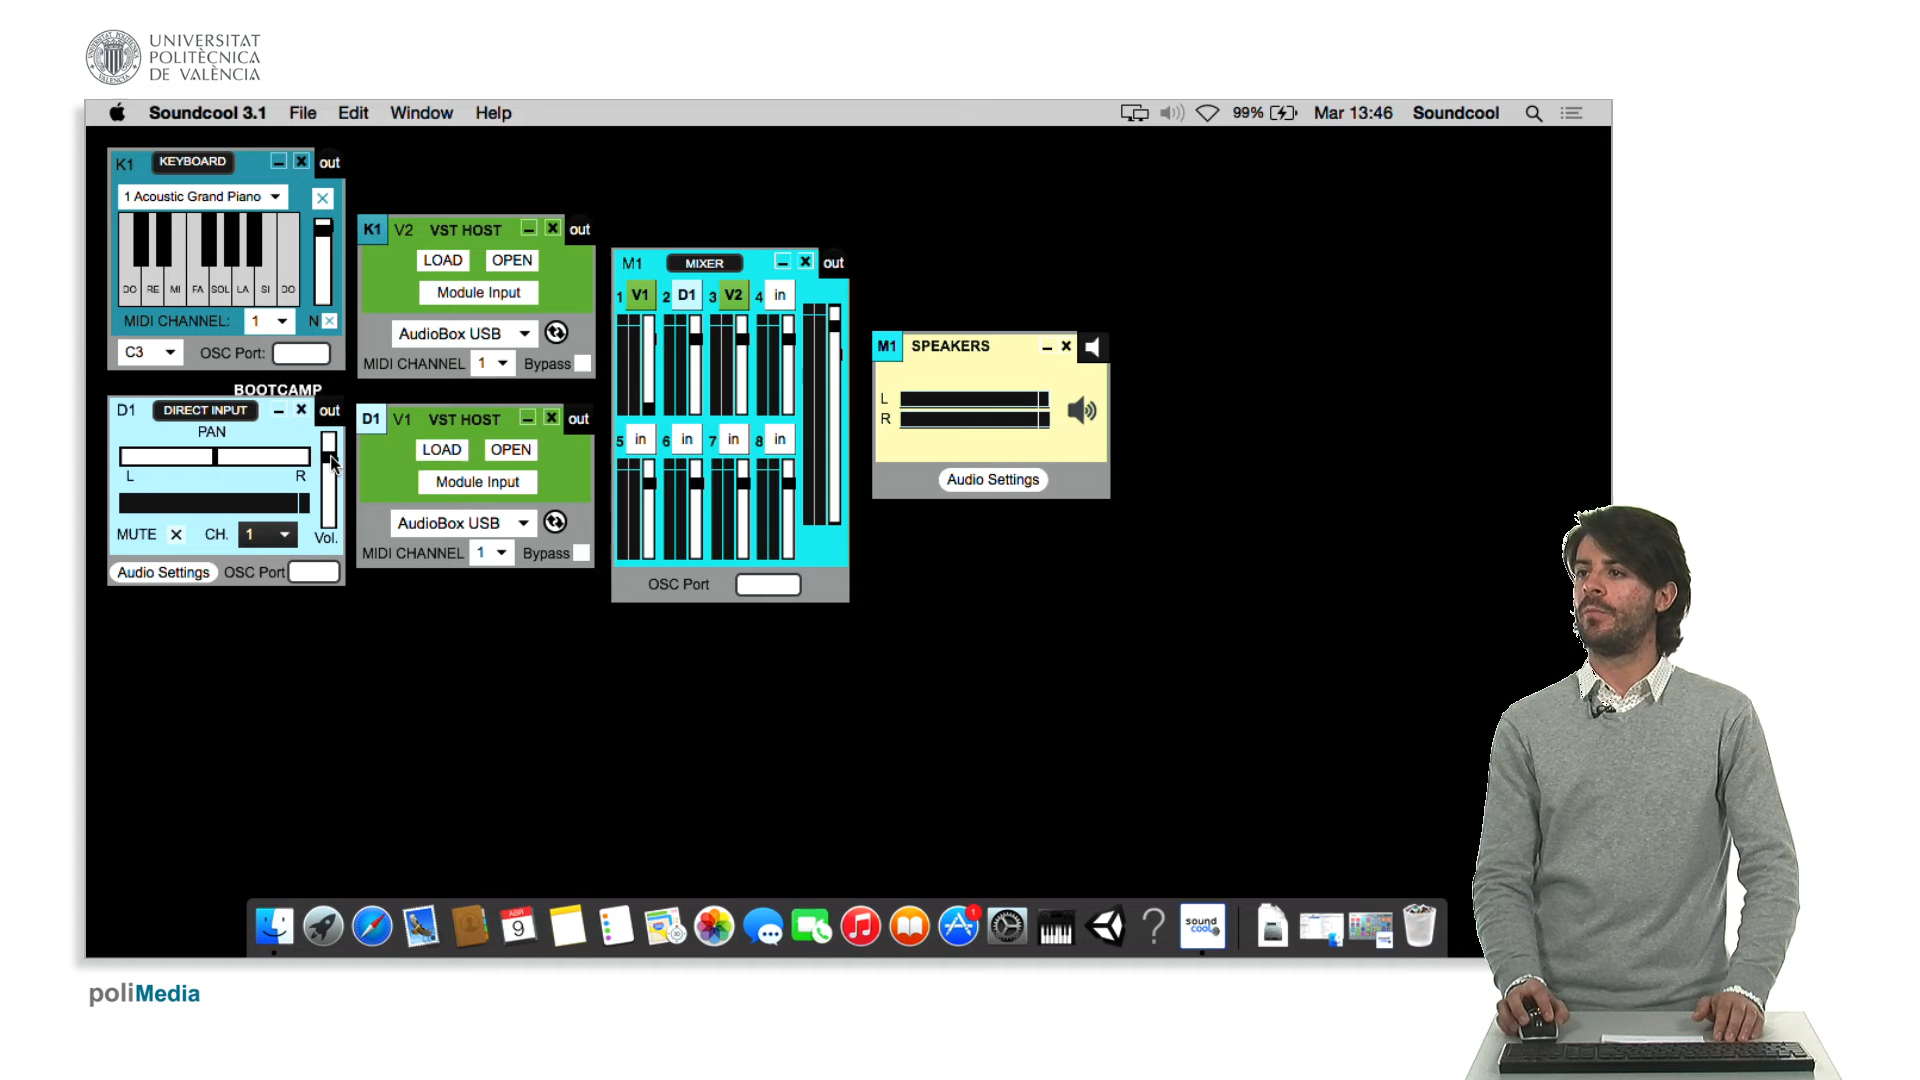 UNIVERSITAT
POLITÈCNICA
DE VALÈNCIA
Soundcool 3.1 File Edit Window Help 99% Mar 13:46 Soundcool
K1 KEYBOARD out
1 Acoustic Grand Piano
DO RE MI FA SOL LA SI DO
MIDI CHANNEL: 1 N
C3 OSC Port:
BOOTCAMP
D1 DIRECT INPUT out
PAN
L R
MUTE CH. 1 Vol.
Audio Settings OSC Port
K1 V2 VST HOST out
LOAD OPEN
Module Input
AudioBox USB
MIDI CHANNEL 1 Bypass
D1 V1 VST HOST out
LOAD OPEN
Module Input
AudioBox USB
MIDI CHANNEL 1 Bypass
M1 MIXER out
1 V1 2 D1 3 V2 4 in
5 in 6 in 7 in 8 in
OSC Port
M1 SPEAKERS
L
R
Audio Settings
ABR
9
1
sound
cool
poliMedia